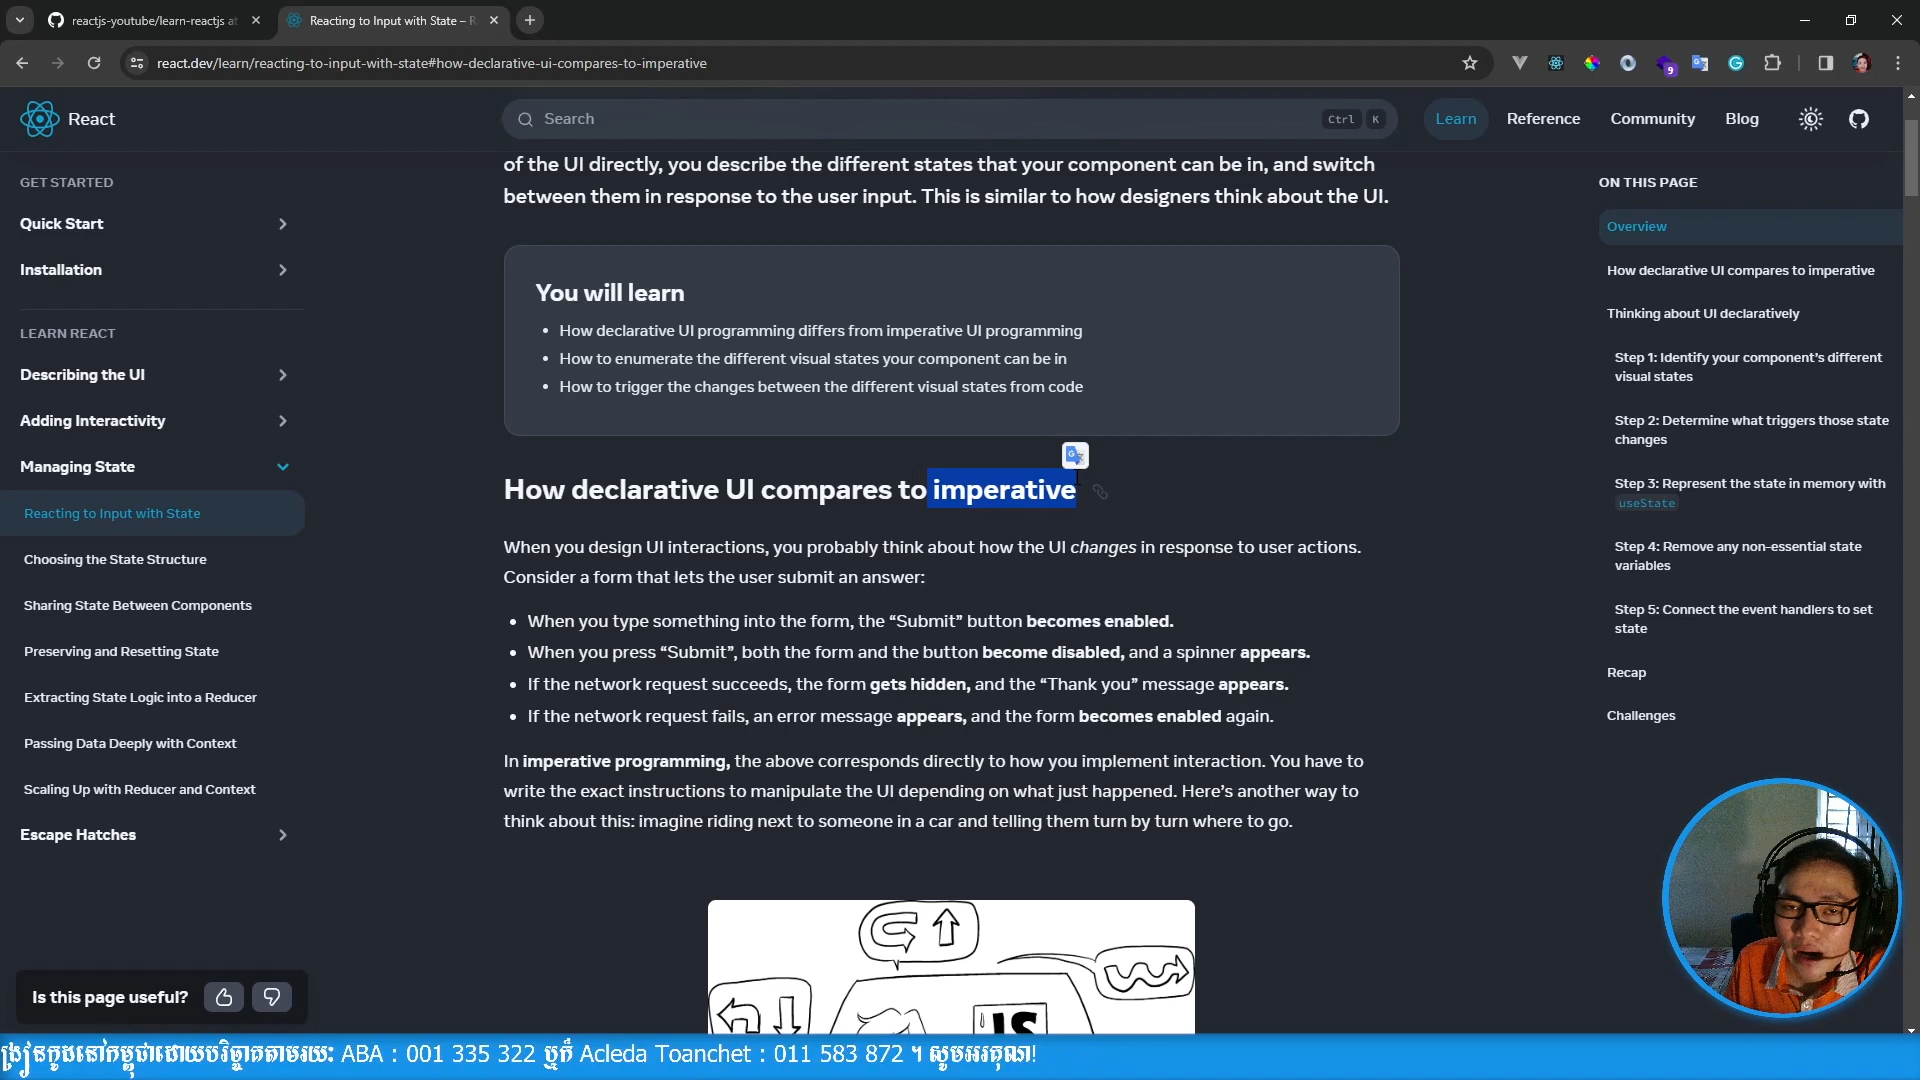 reactjs-youtube/learn-reactjs at
Reacting to Input with State – R
react.dev/learn/reacting-to-input-with-state#how-declarative-ui-compares-to-imperative
9
React
Search
Ctrl K
Learn
Reference
Community
Blog
GET STARTED
Quick Start
Installation
LEARN REACT
Describing the UI
Adding Interactivity
Managing State
Reacting to Input with State
Choosing the State Structure
Sharing State Between Components
Preserving and Resetting State
Extracting State Logic into a Reducer
Passing Data Deeply with Context
Scaling Up with Reducer and Context
Escape Hatches
Is this page useful?
of the UI directly, you describe the different states that your component can be in, and switch
between them in response to the user input. This is similar to how designers think about the UI.
You will learn
• How declarative UI programming differs from imperative UI programming
• How to enumerate the different visual states your component can be in
• How to trigger the changes between the different visual states from code
How declarative UI compares to imperative
When you design UI interactions, you probably think about how the UI changes in response to user actions.
Consider a form that lets the user submit an answer:
• When you type something into the form, the “Submit” button becomes enabled.
• When you press “Submit”, both the form and the button become disabled, and a spinner appears.
• If the network request succeeds, the form gets hidden, and the “Thank you” message appears.
• If the network request fails, an error message appears, and the form becomes enabled again.
In imperative programming, the above corresponds directly to how you implement interaction. You have to
write the exact instructions to manipulate the UI depending on what just happened. Here’s another way to
think about this: imagine riding next to someone in a car and telling them turn by turn where to go.
JS
ON THIS PAGE
Overview
How declarative UI compares to imperative
Thinking about UI declaratively
Step 1: Identify your component’s different
visual states
Step 2: Determine what triggers those state
changes
Step 3: Represent the state in memory with
useState
Step 4: Remove any non-essential state
variables
Step 5: Connect the event handlers to set
state
Recap
Challenges
ABA : 001 335 322 ឬក៏ Acleda Toanchet : 011 583 872 ។ សូមអរគុណ!